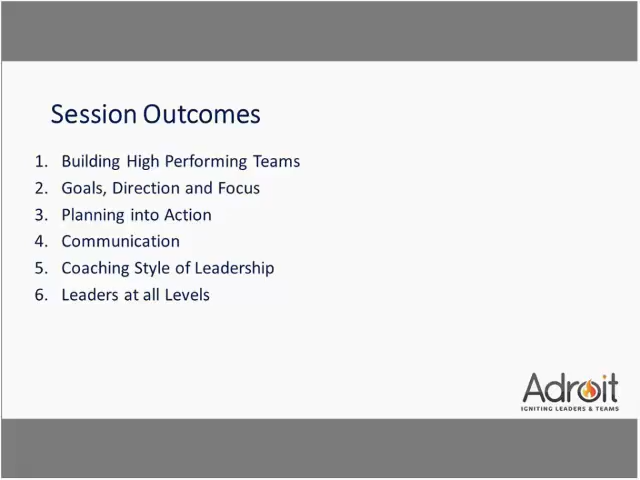 Session Outcomes
1. Building High Performing Teams
2. Goals, Direction and Focus
3. Planning into Action
4. Communication
5. Coaching Style of Leadership
6. Leaders at all Levels
Adroit
IGNITING LEADERS & TEAMS